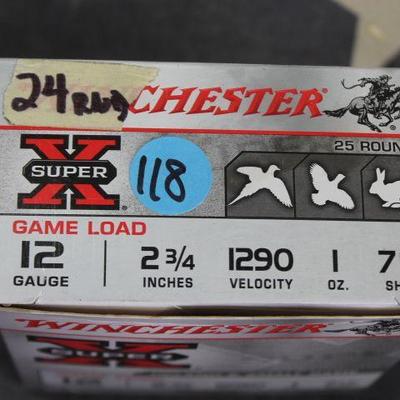 24 RNDS CHESTER
25 ROUN
X
SUPER
118
GAME LOAD
12 2 3/4 1290 1 7
GAUGE INCHES VELOCITY OZ. SH
WINCHESTER
SUPER